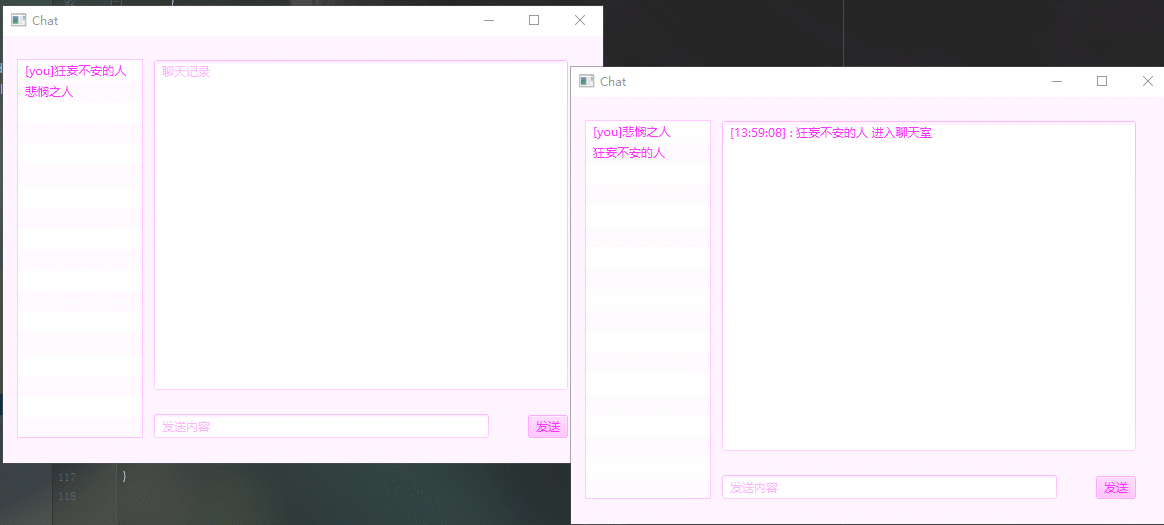 Chat
[you]狂妄不安的人
悲悯之人
聊天记录
发送内容
发送
Chat
[you]悲悯之人
狂妄不安的人
[13:59:08] : 狂妄不安的人 进入聊天室
发送内容
发送
117 }
118